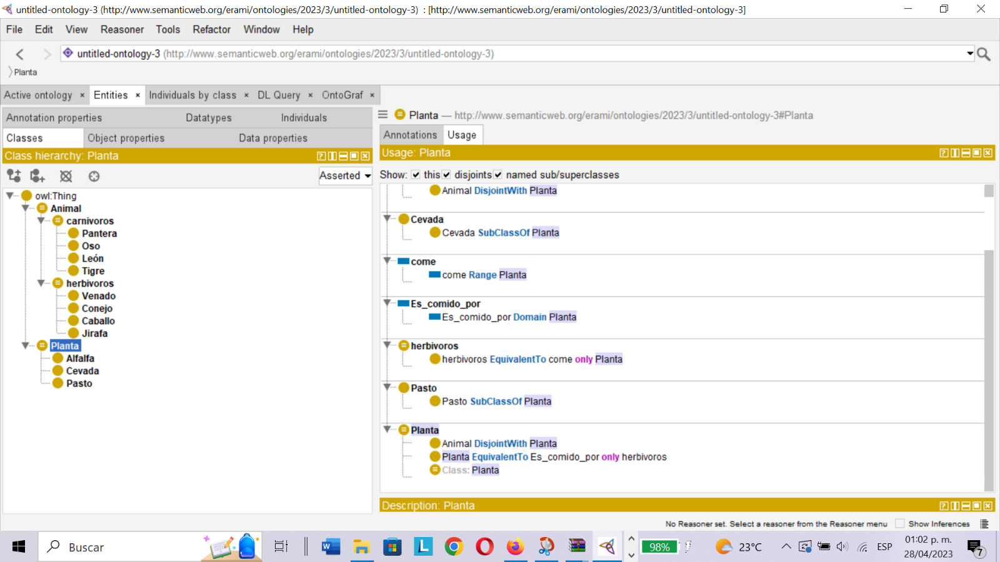 untitled-ontology-3 (http://www.semanticweb.org/erami/ontologies/2023/3/untitled-ontology-3) : [http://www.semanticweb.org/erami/ontologies/2023/3/untitled-ontology-3]
File Edit View Reasoner Tools Refactor Window Help
untitled-ontology-3 (http://www.semanticweb.org/erami/ontologies/2023/3/untitled-ontology-3)
Planta
Active ontology × Entities × Individuals by class × DL Query × OntoGraf ×
Annotation properties Datatypes Individuals
Classes Object properties Data properties
Class hierarchy: Planta
Asserted
owl:Thing
Animal
carnivoros
Pantera
Oso
León
Tigre
herbivoros
Venado
Conejo
Caballo
Jirafa
Planta
Alfalfa
Cevada
Pasto
Planta — http://www.semanticweb.org/erami/ontologies/2023/3/untitled-ontology-3#Planta
Annotations Usage
Usage: Planta
Show: this disjoints named sub/superclasses
Animal DisjointWith Planta
Cevada
Cevada SubClassOf Planta
come
come Range Planta
Es_comido_por
Es_comido_por Domain Planta
herbivoros
herbivoros EquivalentTo come only Planta
Pasto
Pasto SubClassOf Planta
Planta
Animal DisjointWith Planta
Planta EquivalentTo Es_comido_por only herbivoros
Class: Planta
Description: Planta
No Reasoner set. Select a reasoner from the Reasoner menu Show Inferences
Buscar
W
L
98%
23°C
ESP
01:02 p. m.
28/04/2023
7